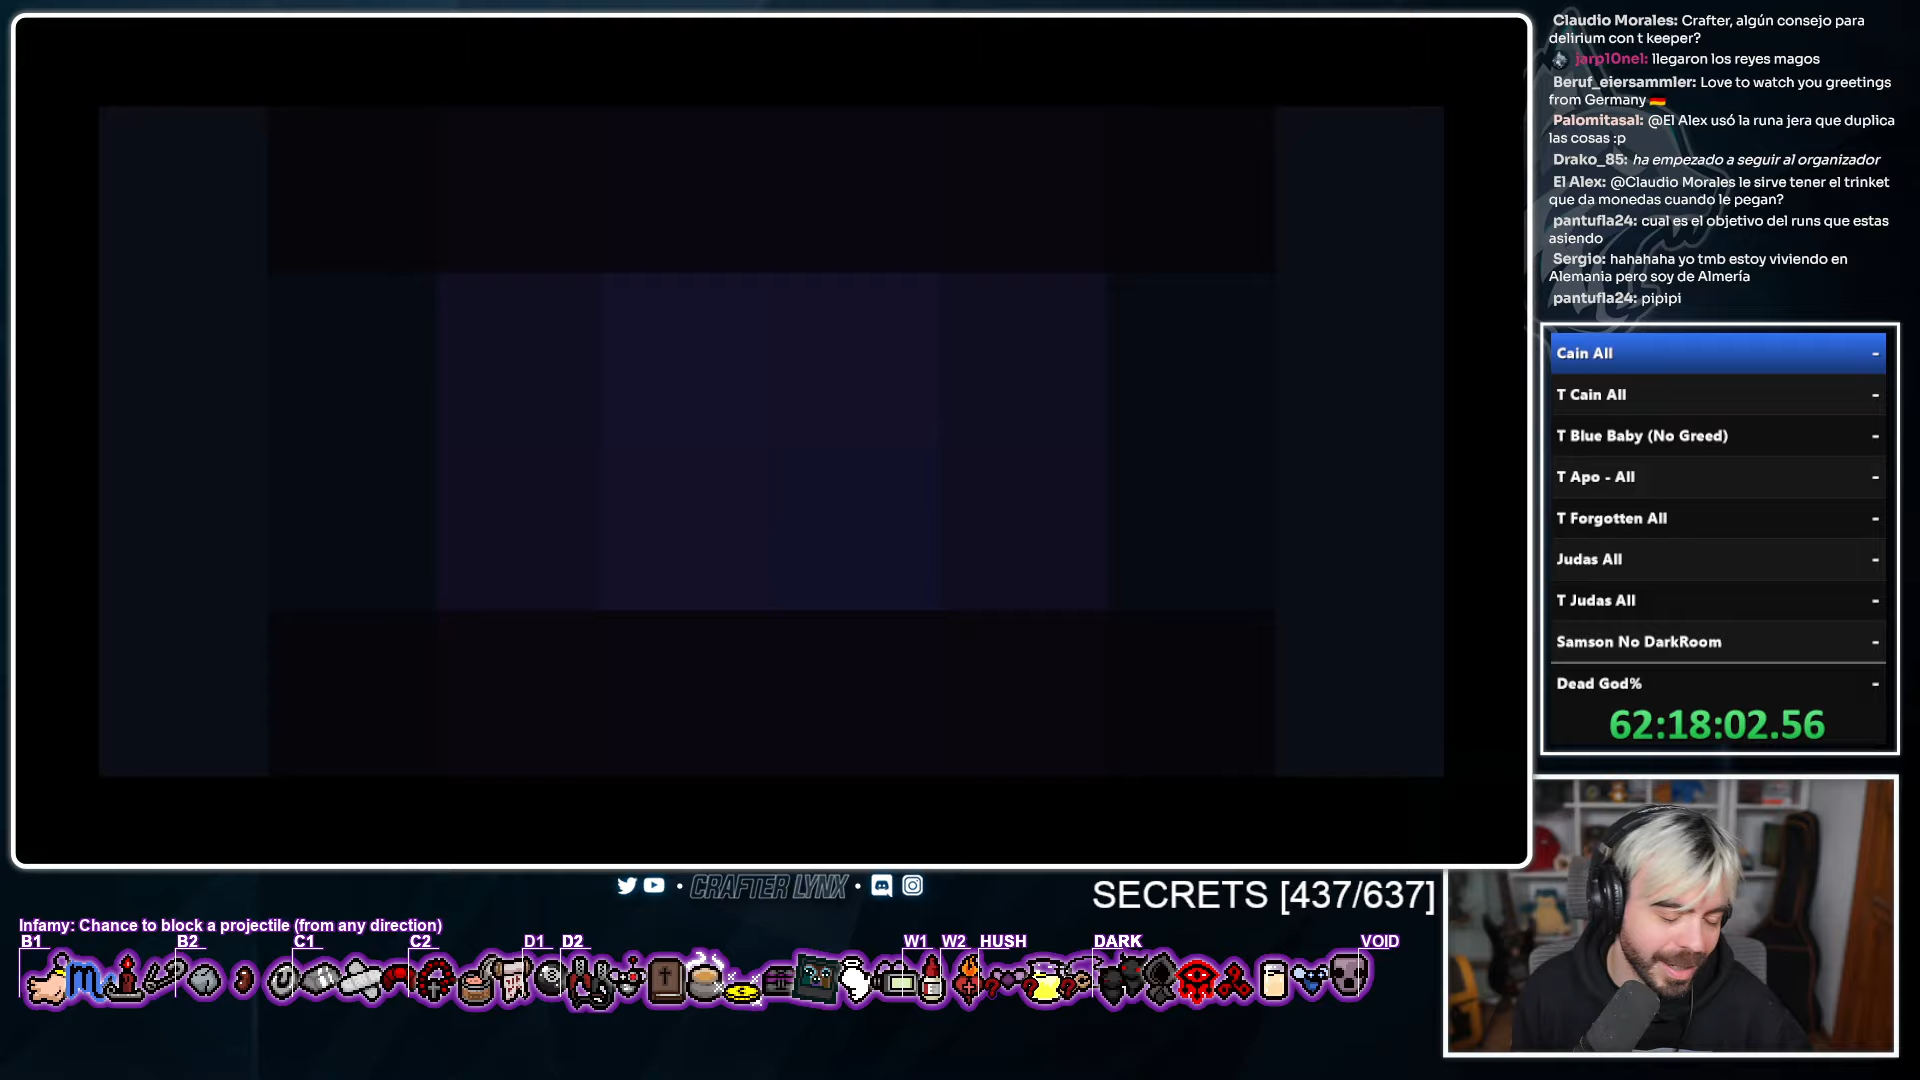 Claudio Morales: Crafter, algún consejo para
delirium con t keeper?
jarp10nel: llegaron los reyes magos
Beruf_eiersammler: Love to watch you greetings
from Germany 🇩🇪
Palomitasal: @El Alex usó la runa jera que duplica
las cosas :p
Drako_85: ha empezado a seguir al organizador
El Alex: @Claudio Morales le sirve tener el trinket
que da monedas cuando le pegan?
pantufla24: cual es el objetivo del runs que estas
asiendo
Sergio: hahahaha yo tmb estoy viviendo en
Alemania pero soy de Almería
pantufla24: pipipi
Cain All -
T Cain All -
T Blue Baby (No Greed) -
T Apo - All -
T Forgotten All -
Judas All -
T Judas All -
Samson No DarkRoom -
Dead God% -
62:18:02.56
• CRAFTER LYNX •
SECRETS [437/637]
Infamy: Chance to block a projectile (from any direction)
B1 B2 C1 C2 D1 D2 W1 W2 HUSH DARK VOID